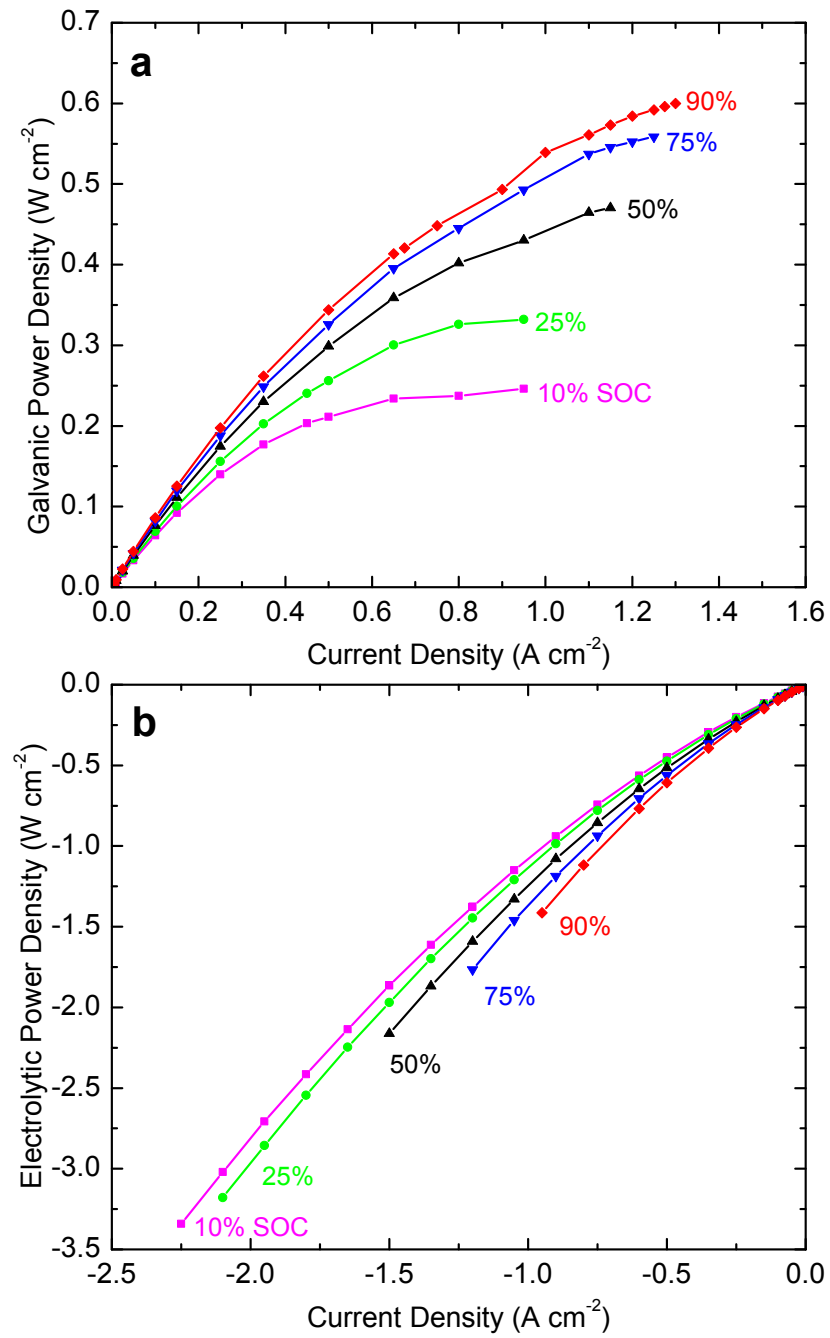 a
Galvanic Power Density (W cm⁻²)
0.7
0.6
0.5
0.4
0.3
0.2
0.1
0.0
90%
75%
50%
25%
10% SOC
0.0 0.2 0.4 0.6 0.8 1.0 1.2 1.4 1.6
Current Density (A cm⁻²)
b
Electrolytic Power Density (W cm⁻²)
0.0
-0.5
-1.0
-1.5
-2.0
-2.5
-3.0
-3.5
90%
75%
50%
25%
10% SOC
-2.5 -2.0 -1.5 -1.0 -0.5 0.0
Current Density (A cm⁻²)